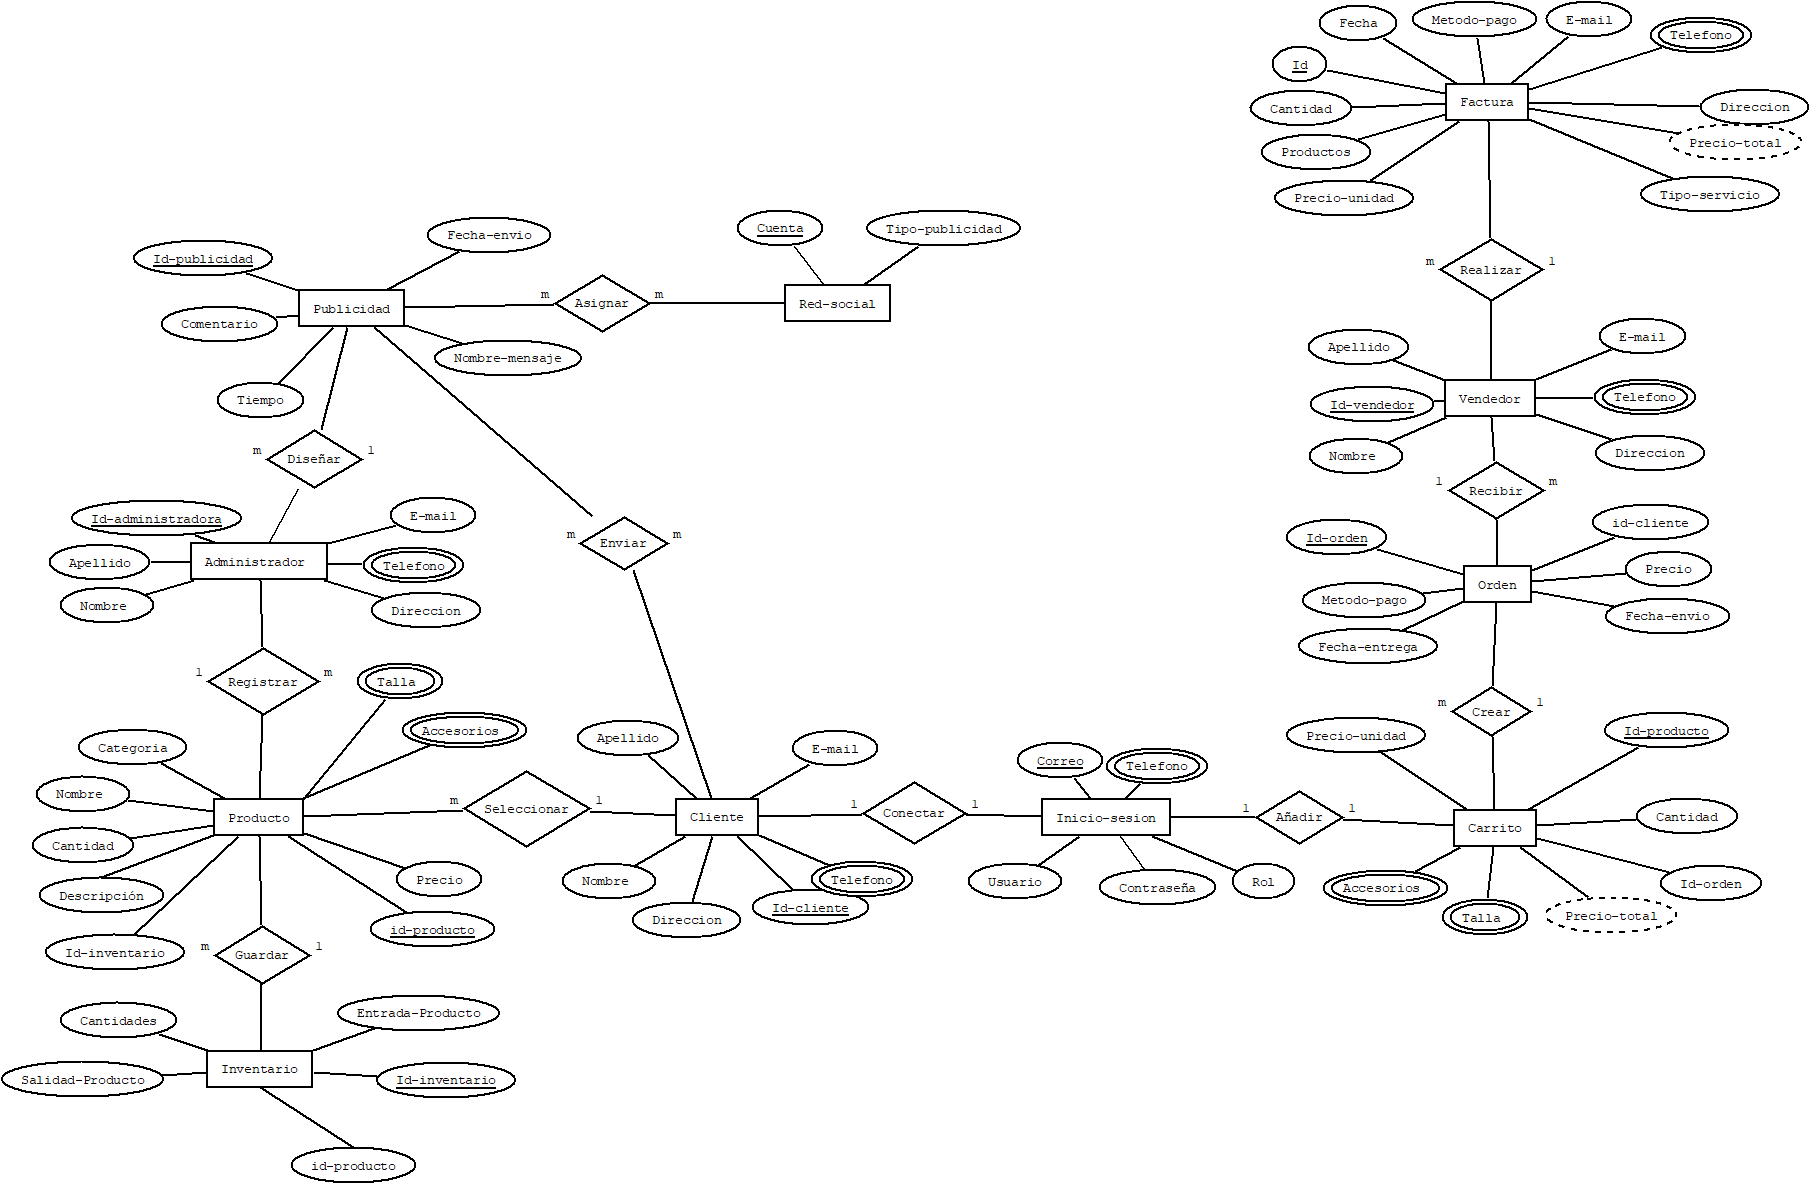 Fecha
Metodo-pago
E-mail
Telefono
Id
Factura
Cantidad
Direccion
Productos
Precio-total
Precio-unidad
Tipo-servicio
Fecha-envio
Cuenta
Tipo-publicidad
Id-publicidad
m
Realizar
1
Publicidad
m
Asignar
m
Red-social
Comentario
Nombre-mensaje
Apellido
E-mail
Tiempo
Id-vendedor
Vendedor
Telefono
m
Diseñar
1
Nombre
Direccion
1
Recibir
m
Id-administradora
E-mail
m
Enviar
m
Id-orden
id-cliente
Administrador
Apellido
Telefono
Orden
Precio
Nombre
Direccion
Metodo-pago
Fecha-envio
Fecha-entrega
1
Registrar
m
Talla
m
Crear
1
Categoria
Accesorios
Apellido
E-mail
Correo
Telefono
Precio-unidad
Id-producto
Nombre
Producto
m
Seleccionar
1
Cliente
1
Conectar
1
Inicio-sesion
1
Añadir
1
Carrito
Cantidad
Cantidad
Descripción
Precio
Nombre
Telefono
Usuario
Contraseña
Rol
Accesorios
Id-orden
id-producto
Direccion
Id-cliente
Talla
Precio-total
Id-inventario
m
Guardar
1
Cantidades
Entrada-Producto
Inventario
Salidad-Producto
Id-inventario
id-producto